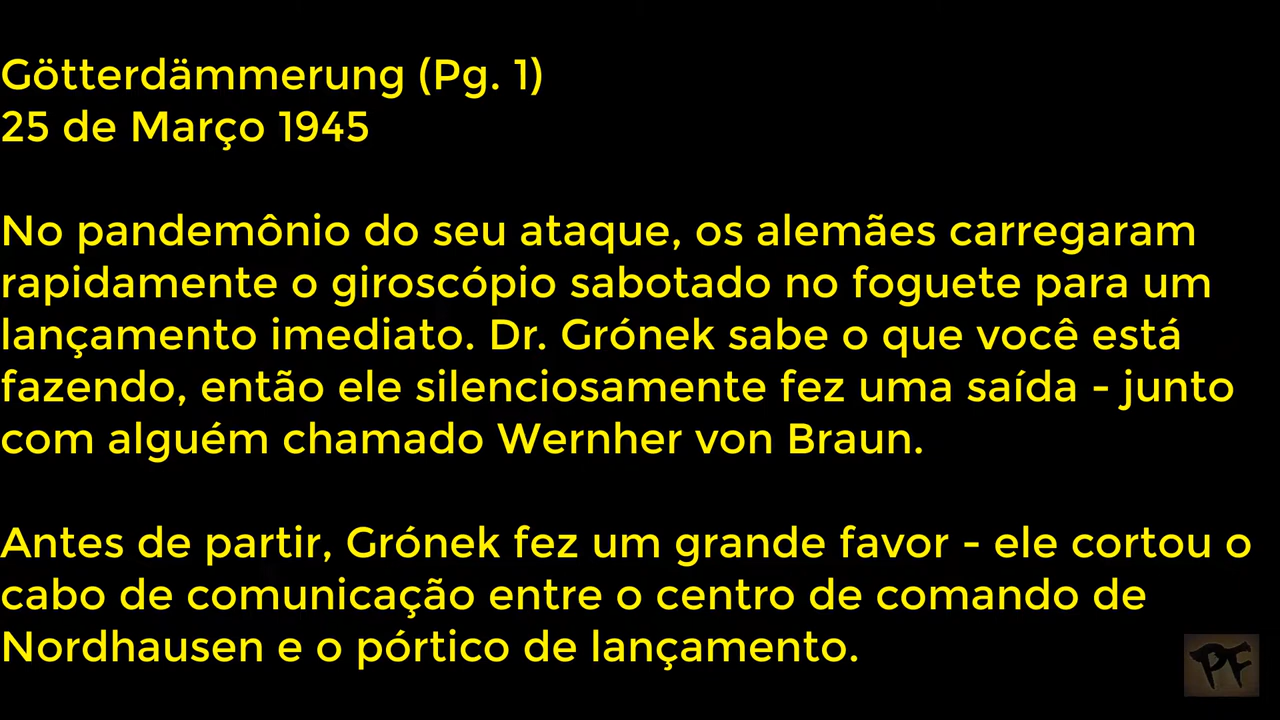 Götterdämmerung (Pg. 1)
25 de Março 1945
No pandemônio do seu ataque, os alemães carregaram
rapidamente o giroscópio sabotado no foguete para um
lançamento imediato. Dr. Grónek sabe o que você está
fazendo, então ele silenciosamente fez uma saída - junto
com alguém chamado Wernher von Braun.
Antes de partir, Grónek fez um grande favor - ele cortou o
cabo de comunicação entre o centro de comando de
Nordhausen e o pórtico de lançamento.
PF